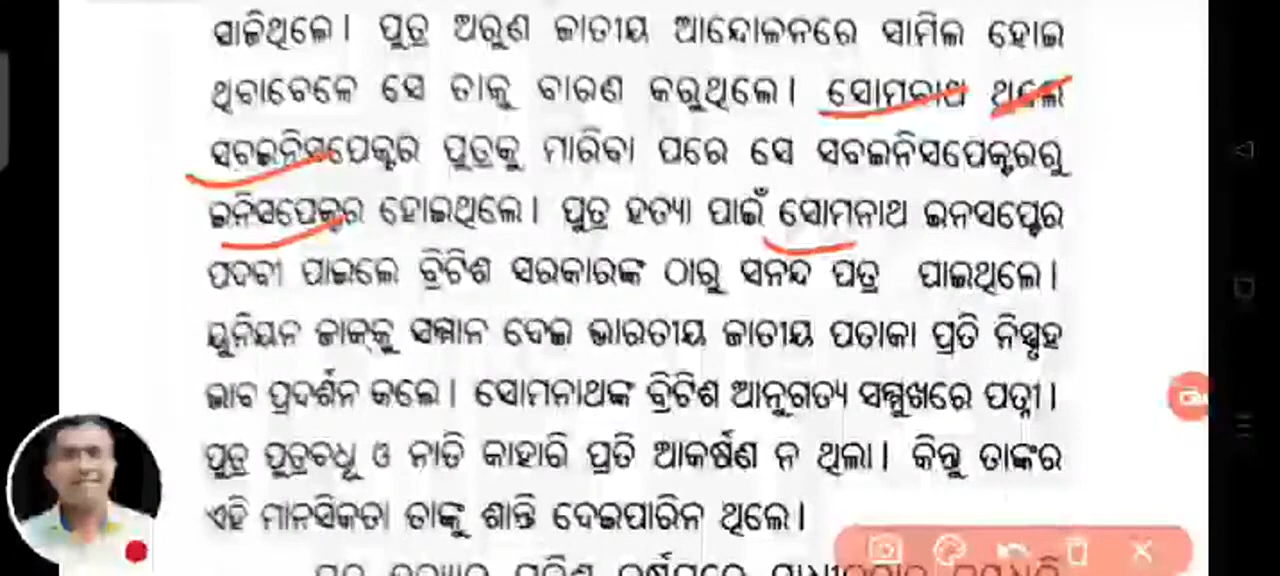 ସାଜିଥିଲେ। ପୁତ୍ର ଅରୁଣ ଜାତୀୟ ଆନ୍ଦୋଳନରେ ସାମିଲ ହୋଇ
ଥିବାବେଳେ ସେ ତାକୁ ବାରଣ କରୁଥିଲେ। ସୋମନାଥ ଥିଲେ
ସବଇନିସପେକ୍ଟର ପୁତ୍ରକୁ ମାରିବା ପରେ ସେ ସବଇନିସପେକ୍ଟରରୁ
ଇନିସପେକ୍ଟର ହୋଇଥିଲେ। ପୁତ୍ର ହତ୍ୟା ପାଇଁ ସୋମନାଥ ଇନସପ୍ଟେର
ପଦବୀ ପାଇଲେ ବ୍ରିଟିଶ ସରକାରଙ୍କ ଠାରୁ ସନନ୍ଦ ପତ୍ର ପାଇଥିଲେ।
ୟୁନିୟନ ଜାକ୍‌କୁ ସମ୍ମାନ ଦେଇ ଭାରତୀୟ ଜାତୀୟ ପତାକା ପ୍ରତି ନିସ୍ପୃହ
ଭାବ ପ୍ରଦର୍ଶନ କଲେ। ସୋମନାଥଙ୍କ ବ୍ରିଟିଶ ଆନୁଗତ୍ୟ ସମ୍ମୁଖରେ ପତ୍ନୀ।
ପୁତ୍ର ପୁତ୍ରବଧୂ ଓ ନାତି କାହାରି ପ୍ରତି ଆକର୍ଷଣ ନ ଥିଲା। କିନ୍ତୁ ତାଙ୍କର
ଏହି ମାନସିକତା ତାଙ୍କୁ ଶାନ୍ତି ଦେଇପାରିନ ଥିଲେ।